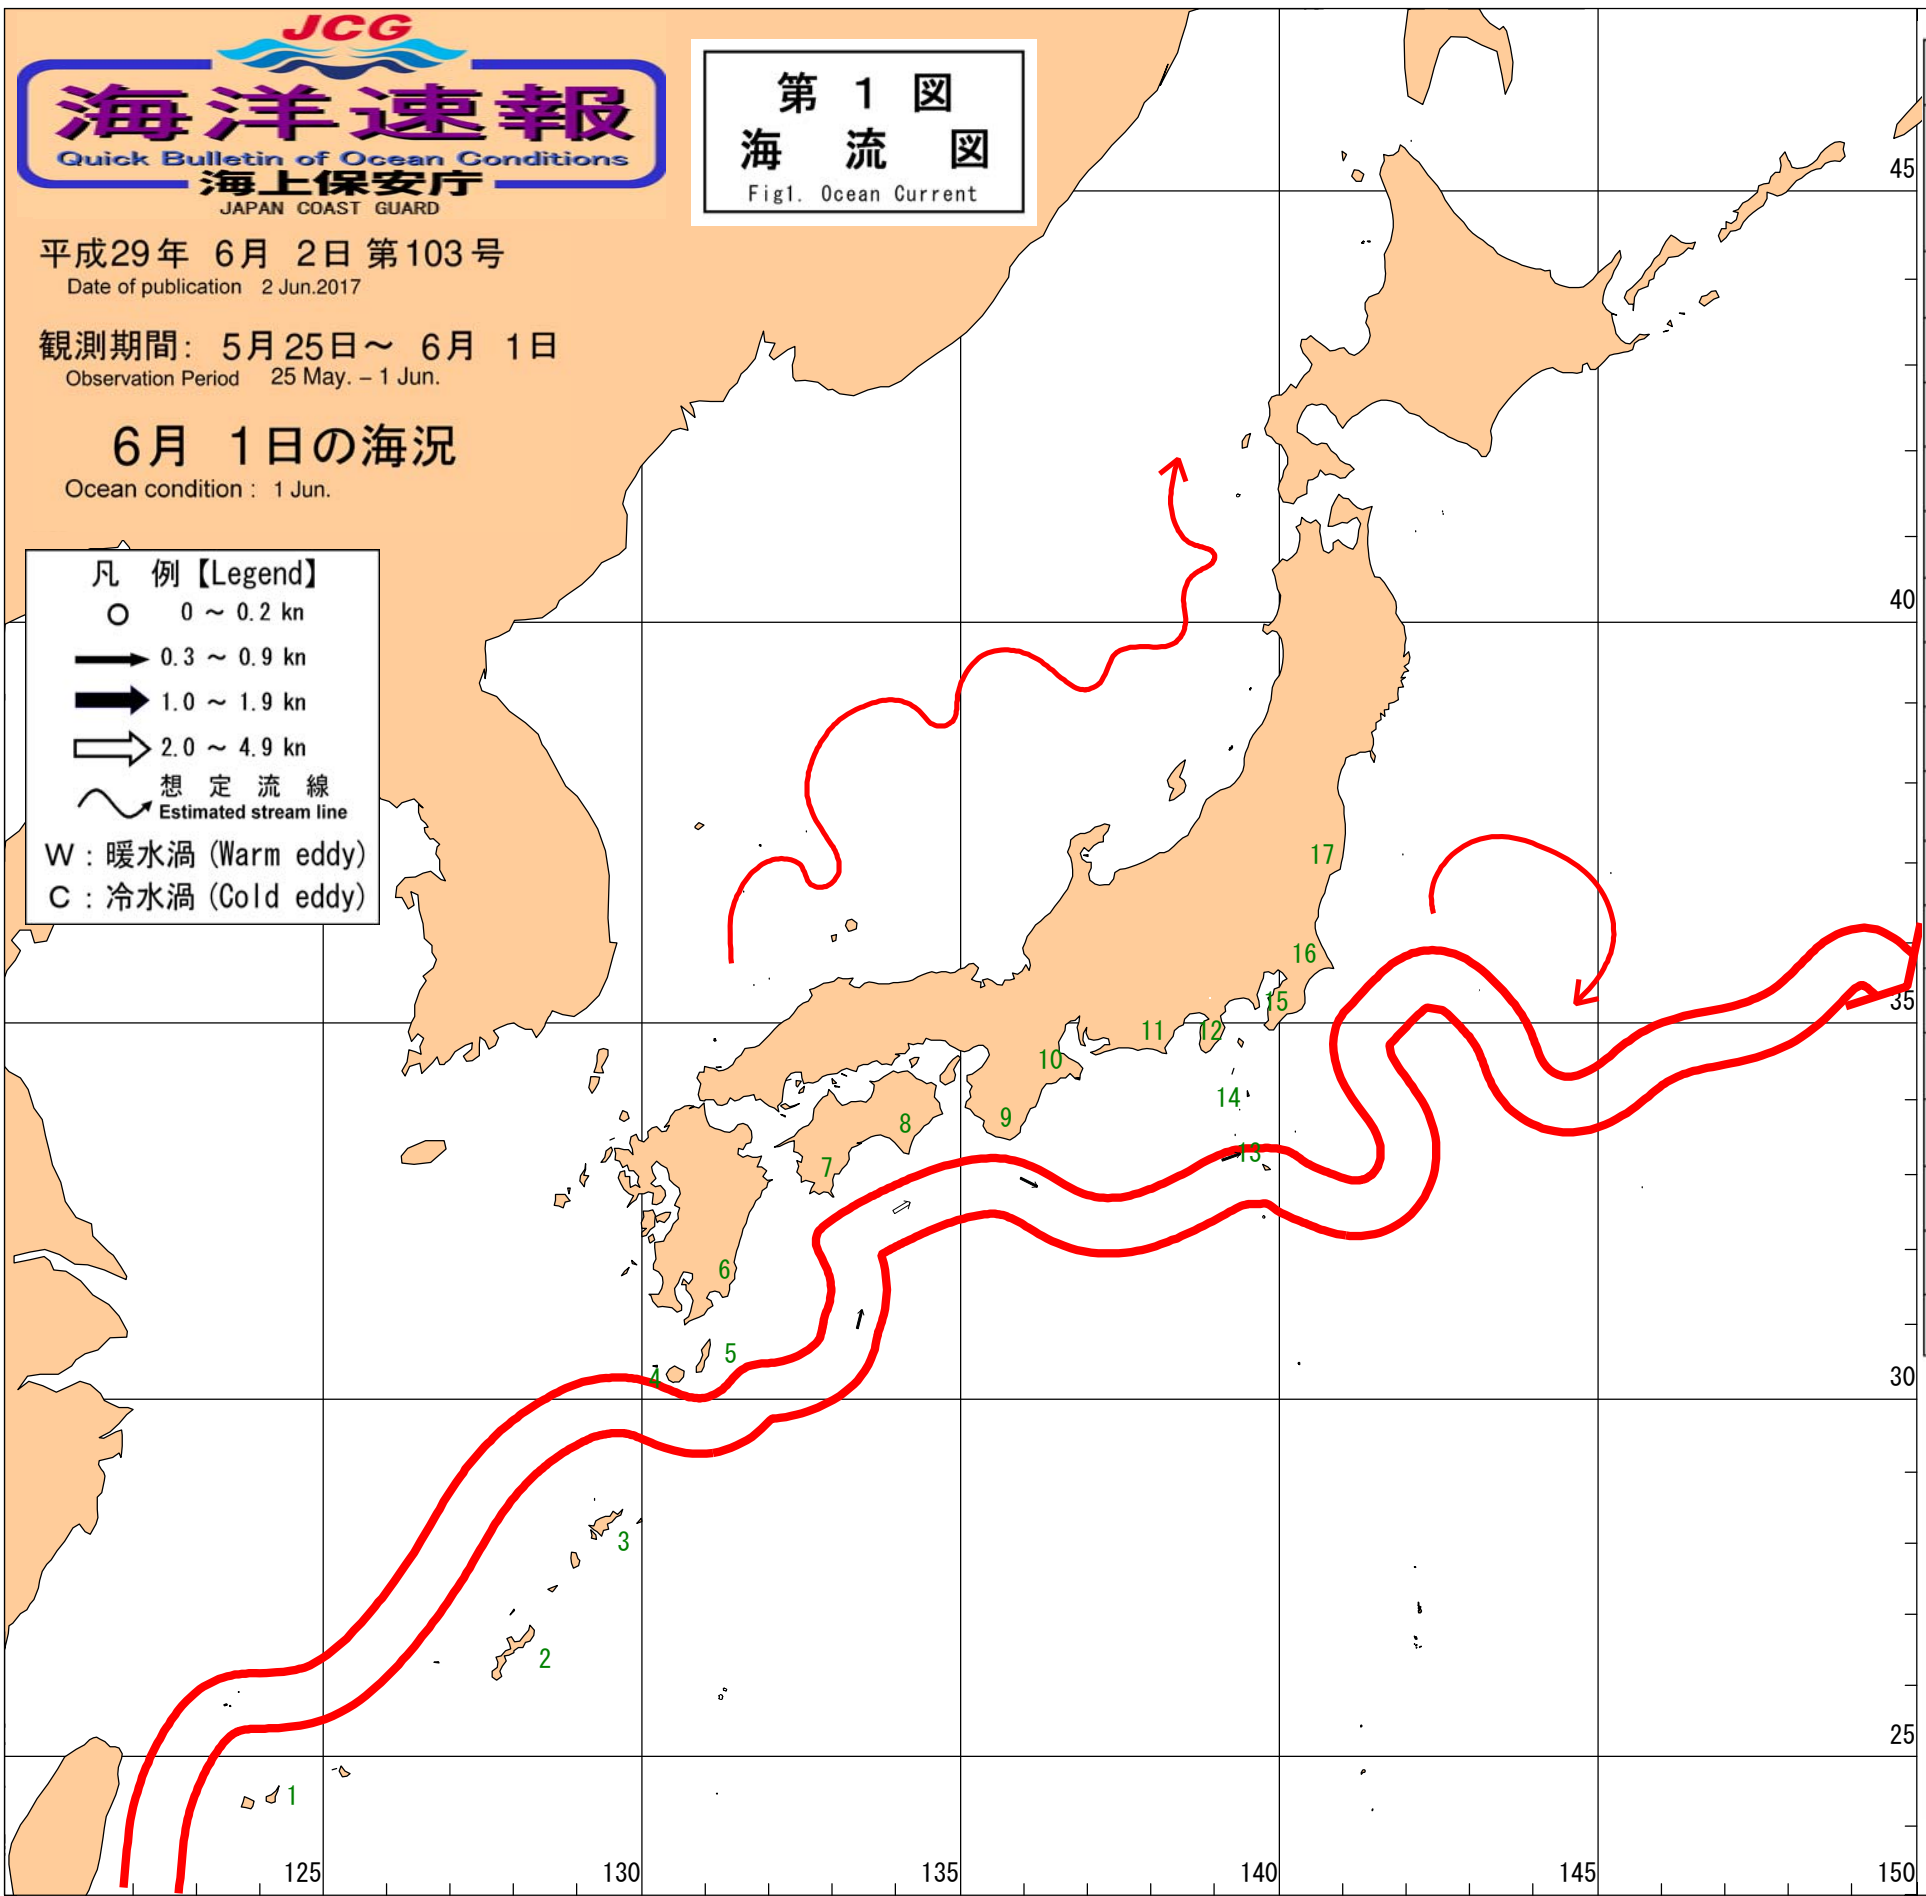 JCG
海洋速報
Quick Bulletin of Ocean Conditions
海上保安庁
JAPAN COAST GUARD
第 1 図
海 流 図
Fig1. Ocean Current
平成29年 6月 2日 第103号
Date of publication 2 Jun.2017
観測期間: 5月25日～ 6月 1日
Observation Period 25 May. – 1 Jun.
6月 1日の海況
Ocean condition : 1 Jun.
凡 例【Legend】
0 ～ 0.2 kn
0.3 ～ 0.9 kn
1.0 ～ 1.9 kn
2.0 ～ 4.9 kn
想 定 流 線
Estimated stream line
W : 暖水渦 (Warm eddy)
C : 冷水渦 (Cold eddy)
45
40
17
16
35
15
12
11
10
14
9
8
13
7
6
5
4
30
3
2
25
1
125
130
135
140
145
150